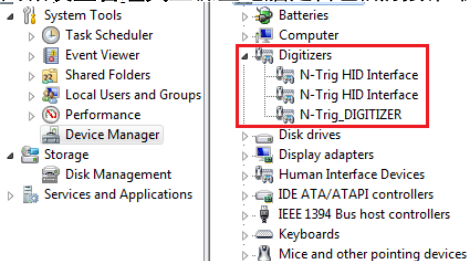 System Tools
Task Scheduler
Event Viewer
Shared Folders
Local Users and Groups
Performance
Device Manager
Storage
Disk Management
Services and Applications
Batteries
Computer
Digitizers
N-Trig HID Interface
N-Trig HID Interface
N-Trig_DIGITIZER
Disk drives
Display adapters
Human Interface Devices
IDE ATA/ATAPI controllers
IEEE 1394 Bus host controllers
Keyboards
Mice and other pointing devices